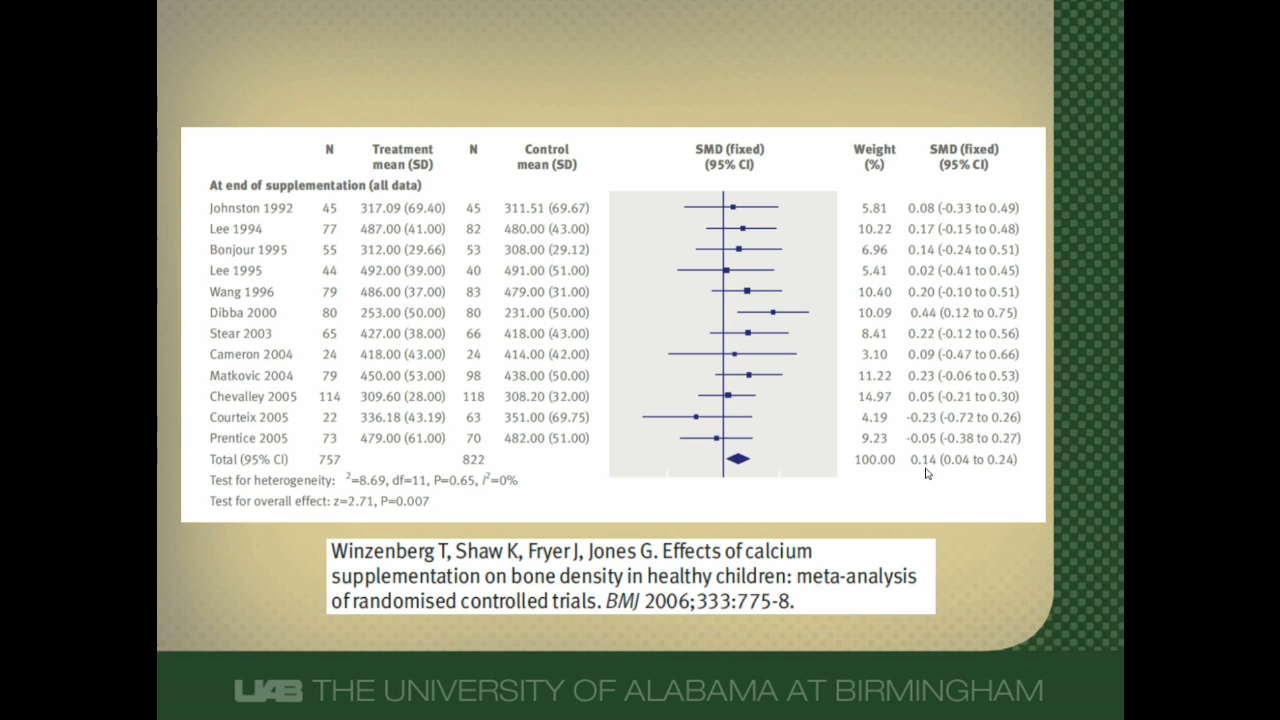 N Treatment N Control SMD (fixed) Weight SMD (fixed)
mean (SD) mean (SD) (95% CI) (%) (95% CI)
At end of supplementation (all data)
Johnston 1992 45 317.09 (69.40) 45 311.51 (69.67) 5.81 0.08 (-0.33 to 0.49)
Lee 1994 77 487.00 (41.00) 82 480.00 (43.00) 10.22 0.17 (-0.15 to 0.48)
Bonjour 1995 55 312.00 (29.66) 53 308.00 (29.12) 6.96 0.14 (-0.24 to 0.51)
Lee 1995 44 492.00 (39.00) 40 491.00 (51.00) 5.41 0.02 (-0.41 to 0.45)
Wang 1996 79 486.00 (37.00) 83 479.00 (31.00) 10.40 0.20 (-0.10 to 0.51)
Dibba 2000 80 253.00 (50.00) 80 231.00 (50.00) 10.09 0.44 (0.12 to 0.75)
Stear 2003 65 427.00 (38.00) 66 418.00 (43.00) 8.41 0.22 (-0.12 to 0.56)
Cameron 2004 24 418.00 (43.00) 24 414.00 (42.00) 3.10 0.09 (-0.47 to 0.66)
Matkovic 2004 79 450.00 (53.00) 98 438.00 (50.00) 11.22 0.23 (-0.06 to 0.53)
Chevalley 2005 114 309.60 (28.00) 118 308.20 (32.00) 14.97 0.05 (-0.21 to 0.30)
Courteix 2005 22 336.18 (43.19) 63 351.00 (69.75) 4.19 -0.23 (-0.72 to 0.26)
Prentice 2005 73 479.00 (61.00) 70 482.00 (51.00) 9.23 -0.05 (-0.38 to 0.27)
Total (95% CI) 757 822 100.00 0.14 (0.04 to 0.24)
Test for heterogeneity: ²=8.69, df=11, P=0.65, I²=0%
Test for overall effect: z=2.71, P=0.007
Winzenberg T, Shaw K, Fryer J, Jones G. Effects of calcium
supplementation on bone density in healthy children: meta-analysis
of randomised controlled trials. BMJ 2006;333:775-8.
UAB THE UNIVERSITY OF ALABAMA AT BIRMINGHAM